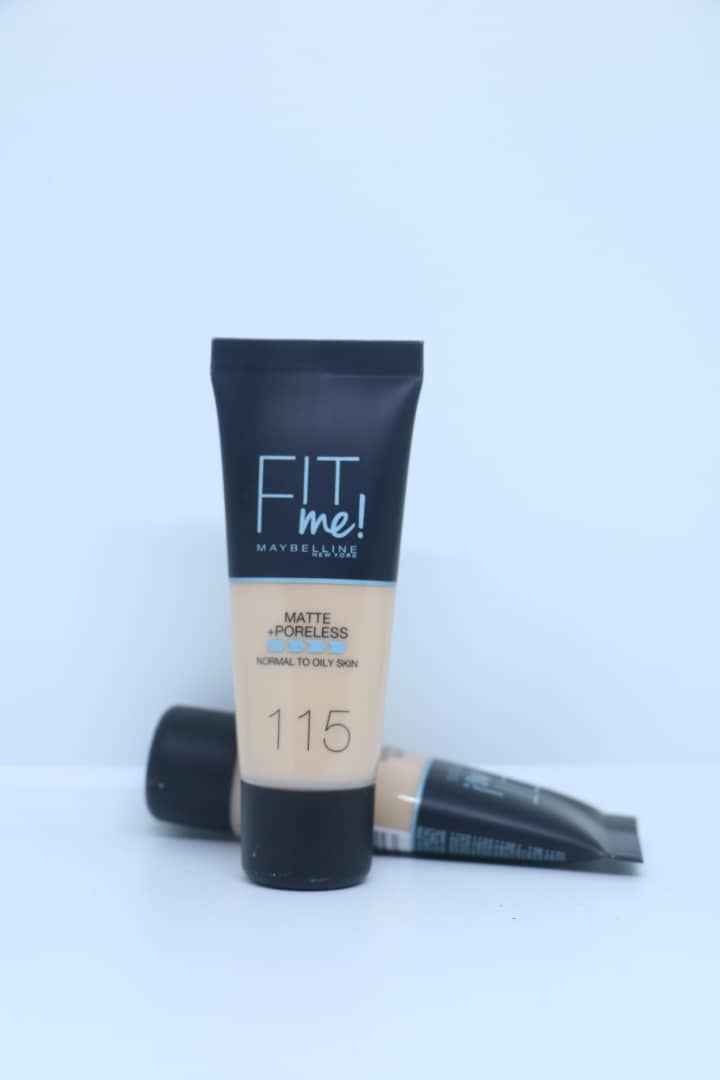 FIT
me!
MAYBELLINE
NEW YORK
MATTE
+PORELESS
NORMAL TO OILY SKIN
115